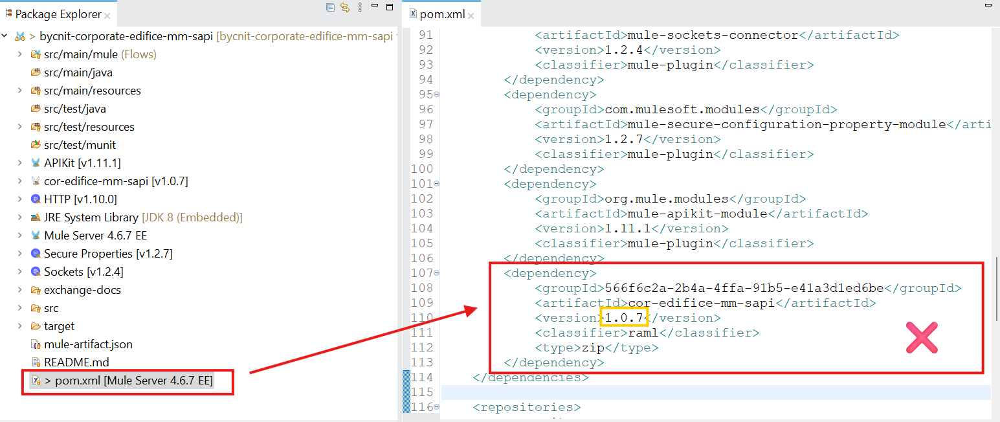 Package Explorer
> bycnit-corporate-edifice-mm-sapi [bycnit-corporate-edifice-mm-sapi
src/main/mule (Flows)
src/main/java
src/main/resources
src/test/java
src/test/resources
src/test/munit
APIKit [v1.11.1]
cor-edifice-mm-sapi [v1.0.7]
HTTP [v1.10.0]
JRE System Library [JDK 8 (Embedded)]
Mule Server 4.6.7 EE
Secure Properties [v1.2.7]
Sockets [v1.2.4]
exchange-docs
src
target
mule-artifact.json
README.md
> pom.xml [Mule Server 4.6.7 EE]
pom.xml
91 <artifactId>mule-sockets-connector</artifactId>
92 <version>1.2.4</version>
93 <classifier>mule-plugin</classifier>
94 </dependency>
95 <dependency>
96 <groupId>com.mulesoft.modules</groupId>
97 <artifactId>mule-secure-configuration-property-module</arti
98 <version>1.2.7</version>
99 <classifier>mule-plugin</classifier>
100 </dependency>
101 <dependency>
102 <groupId>org.mule.modules</groupId>
103 <artifactId>mule-apikit-module</artifactId>
104 <version>1.11.1</version>
105 <classifier>mule-plugin</classifier>
106 </dependency>
107 <dependency>
108 <groupId>566f6c2a-2b4a-4ffa-91b5-e41a3d1ed6be</groupId>
109 <artifactId>cor-edifice-mm-sapi</artifactId>
110 <version>1.0.7</version>
111 <classifier>raml</classifier>
112 <type>zip</type>
113 </dependency>
114 </dependencies>
115
116 <repositories>